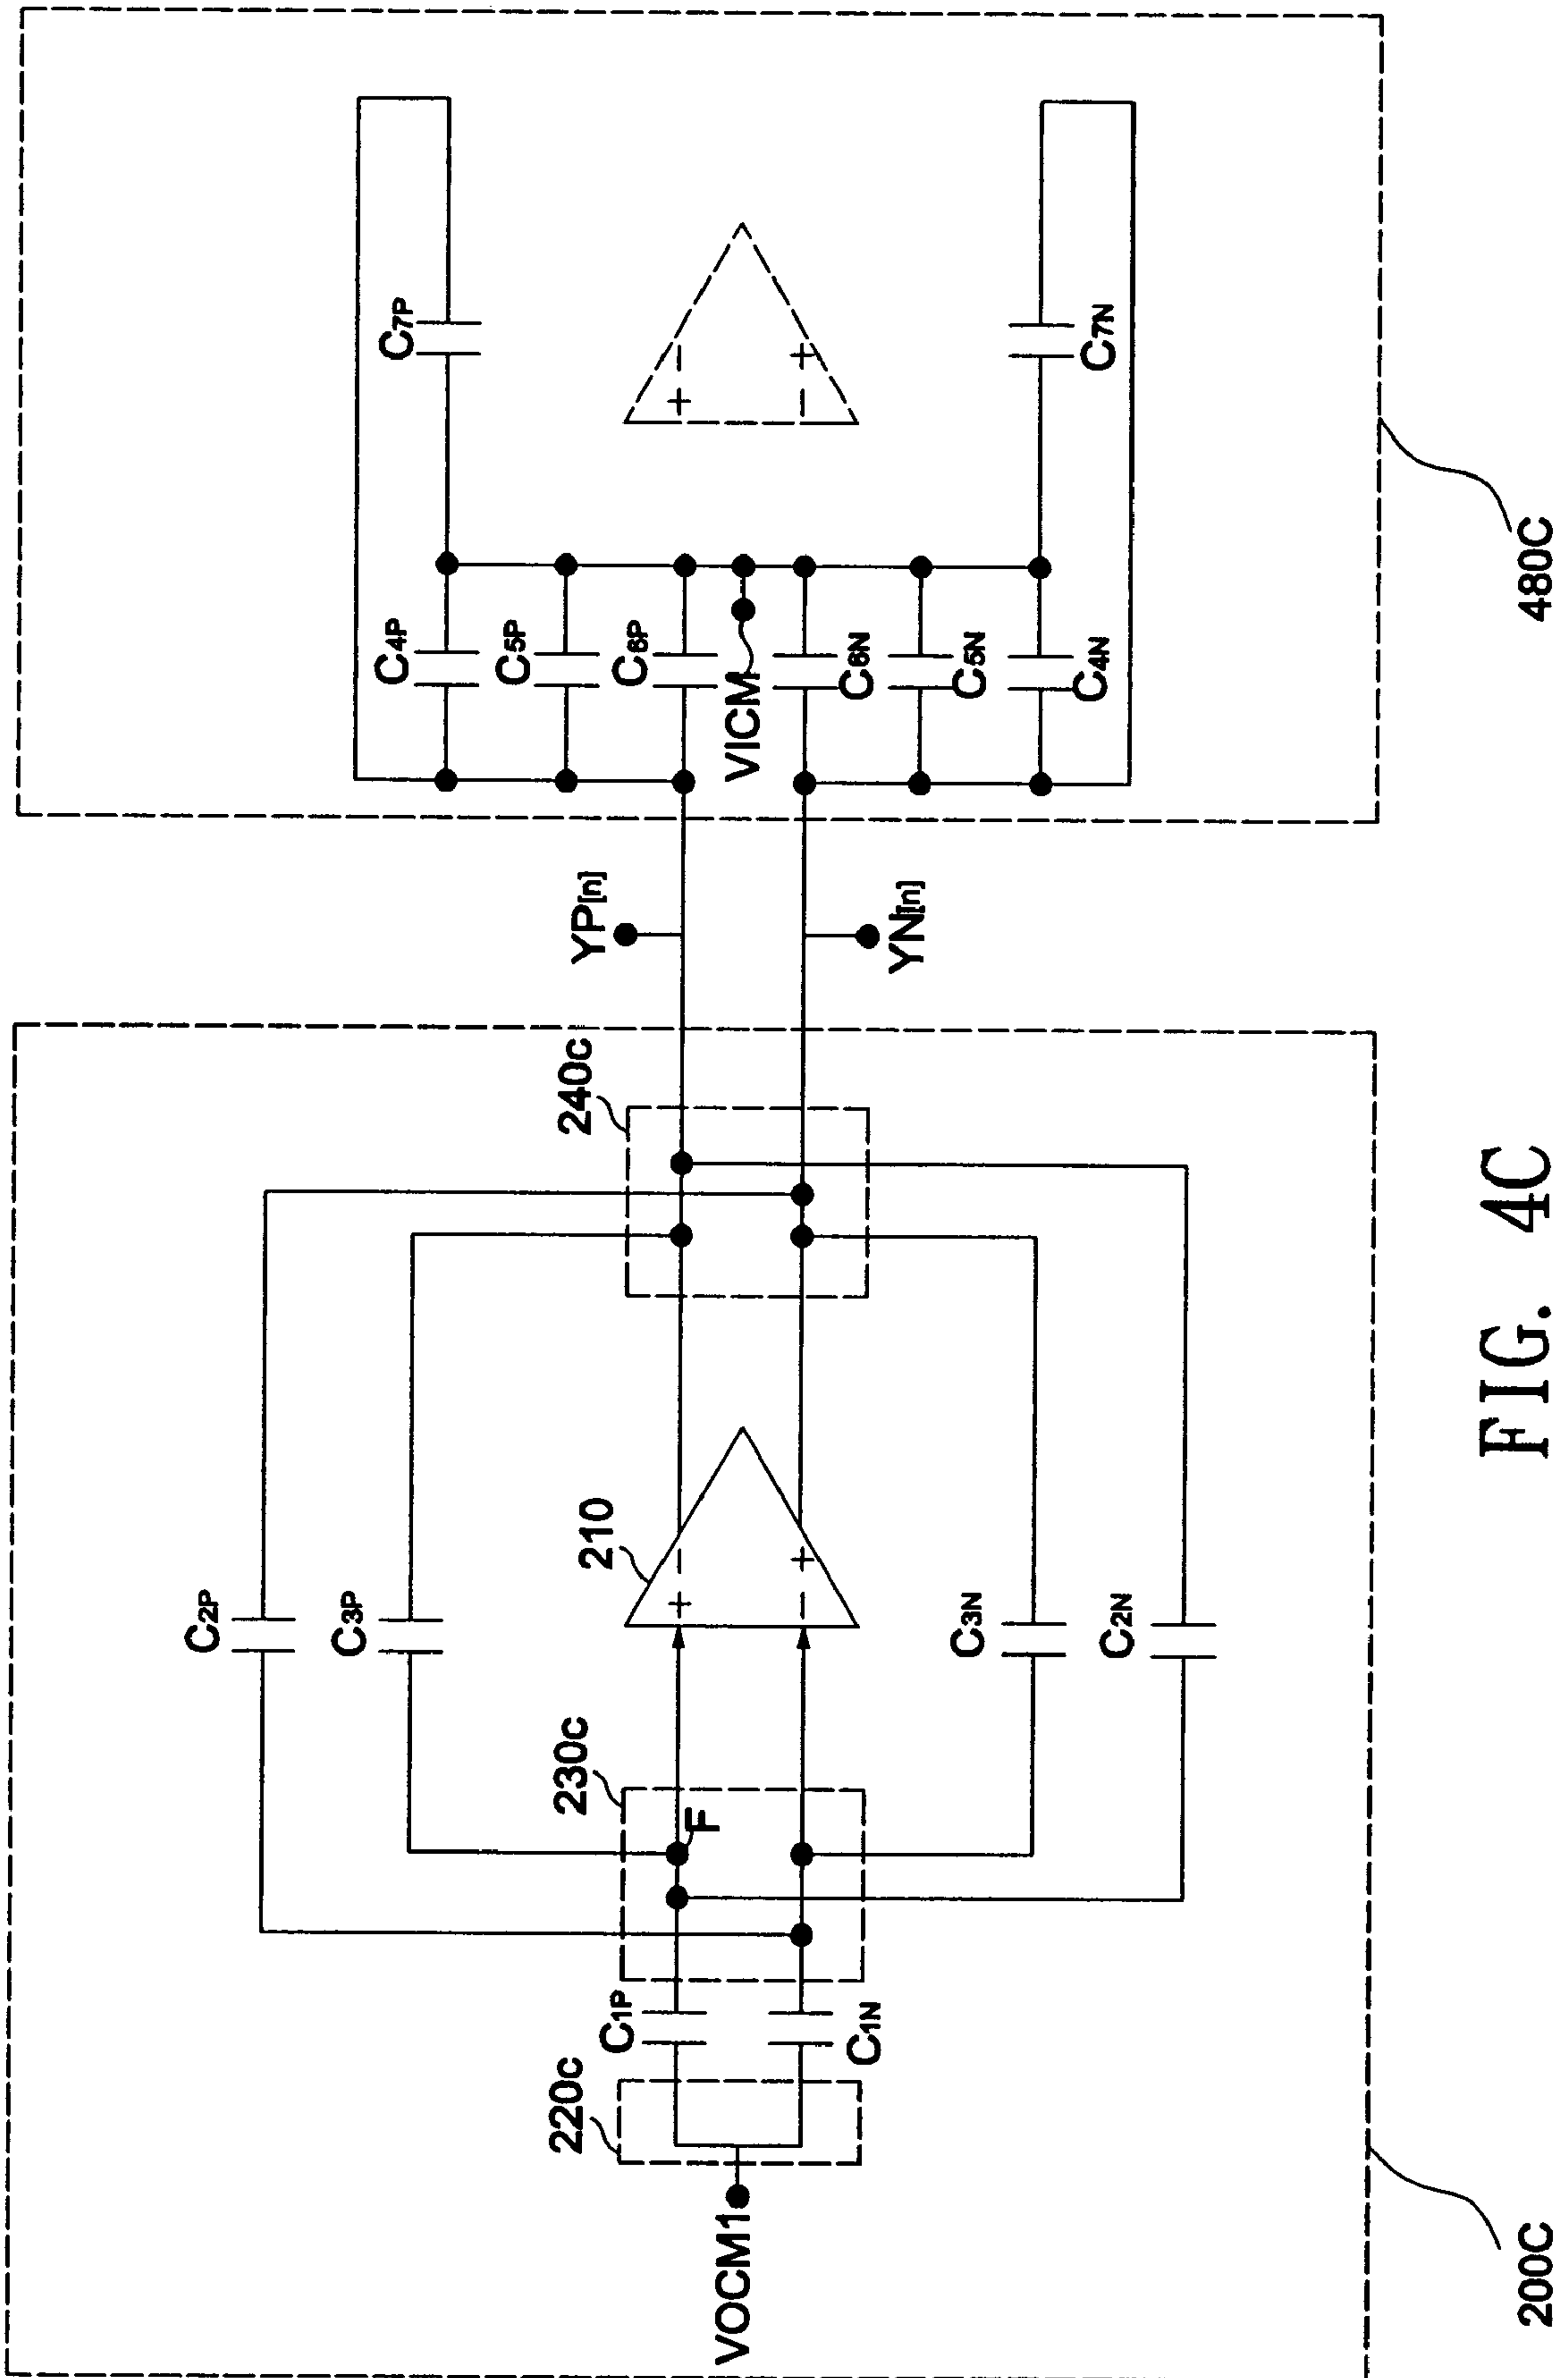 C7P
C7N
C4P
C5P
C6P
VICM
C6N
C5N
C4N
480C
YP[n]
YN[n]
240c
210
C2P
C3P
C3N
C2N
230c
F
C1P
C1N
220c
VOCM1
200C
FIG. 4C